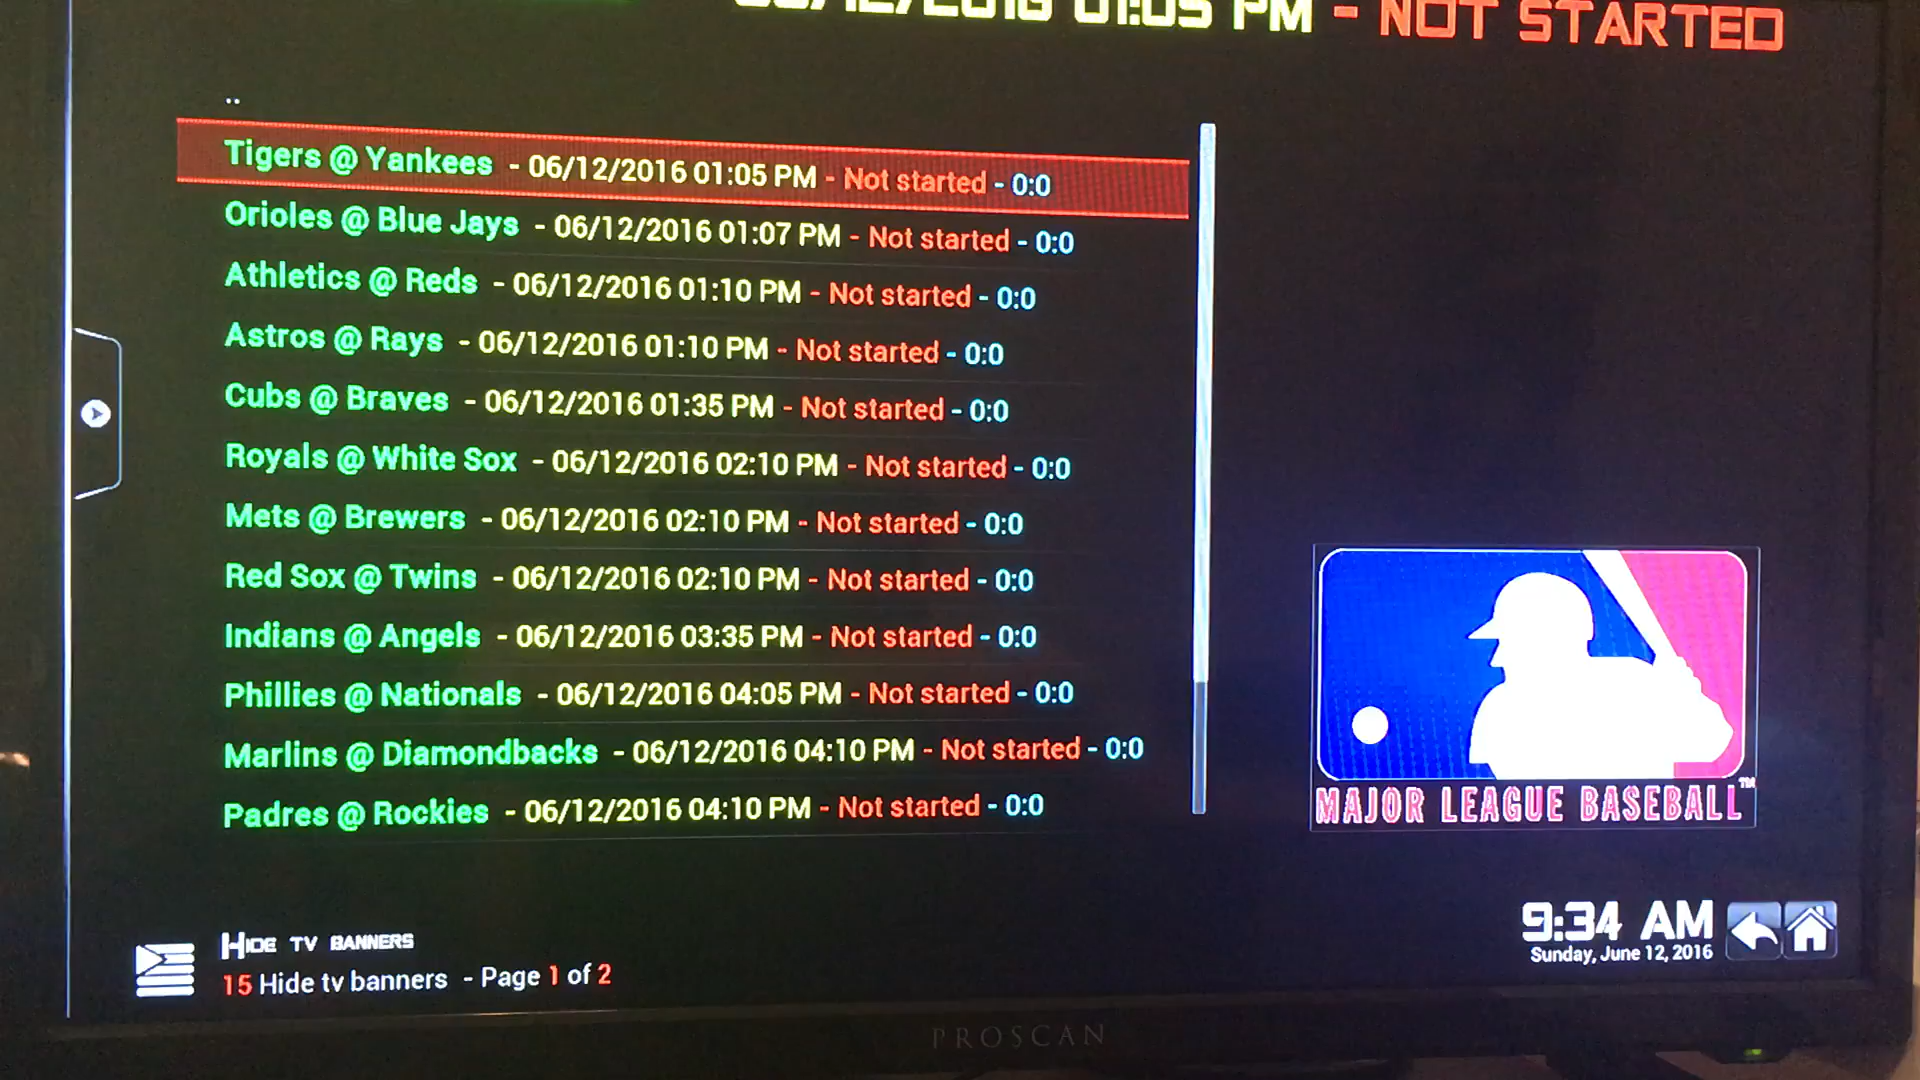 2016 01:05 PM - NOT STARTED
..
Tigers @ Yankees - 06/12/2016 01:05 PM - Not started - 0:0
Orioles @ Blue Jays - 06/12/2016 01:07 PM - Not started - 0:0
Athletics @ Reds - 06/12/2016 01:10 PM - Not started - 0:0
Astros @ Rays - 06/12/2016 01:10 PM - Not started - 0:0
Cubs @ Braves - 06/12/2016 01:35 PM - Not started - 0:0
Royals @ White Sox - 06/12/2016 02:10 PM - Not started - 0:0
Mets @ Brewers - 06/12/2016 02:10 PM - Not started - 0:0
Red Sox @ Twins - 06/12/2016 02:10 PM - Not started - 0:0
Indians @ Angels - 06/12/2016 03:35 PM - Not started - 0:0
Phillies @ Nationals - 06/12/2016 04:05 PM - Not started - 0:0
Marlins @ Diamondbacks - 06/12/2016 04:10 PM - Not started - 0:0
Padres @ Rockies - 06/12/2016 04:10 PM - Not started - 0:0
MAJOR LEAGUE BASEBALL™
HIDE TV BANNERS
15 Hide tv banners - Page 1 of 2
9:34 AM
Sunday, June 12, 2016
PROSCAN